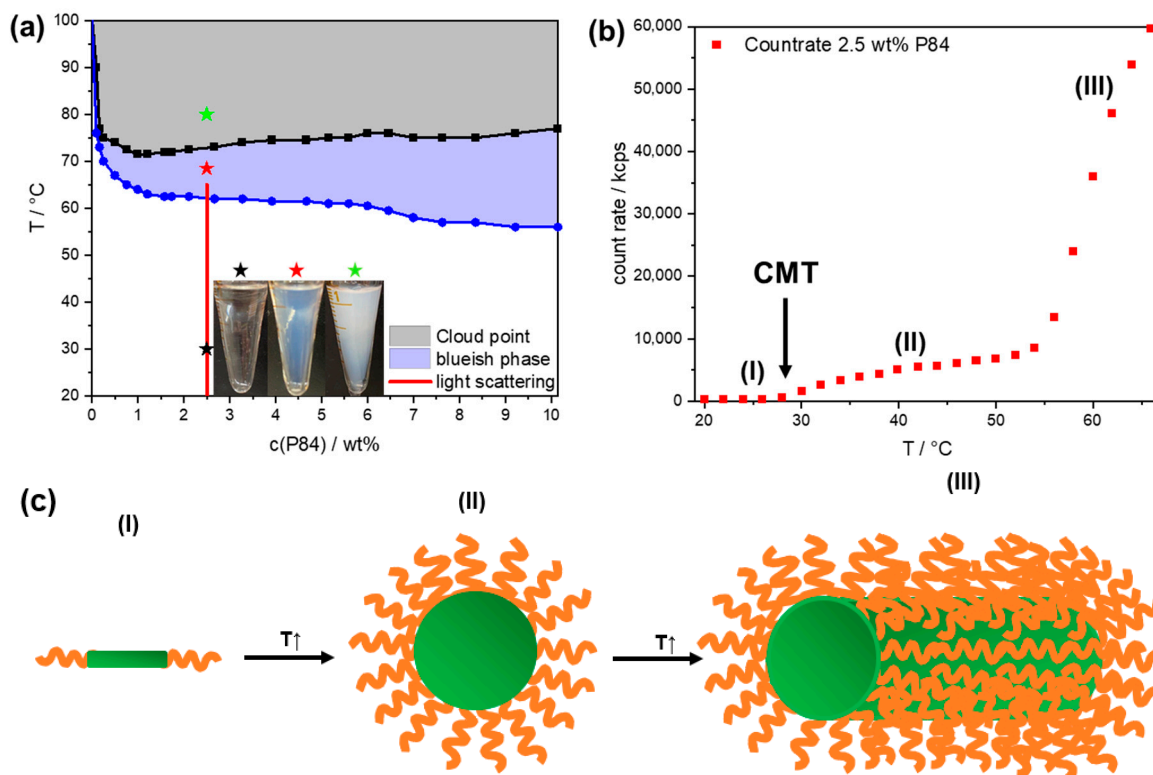 (a)
100
90
80
70
60
50
40
30
20
T / °C
0 1 2 3 4 5 6 7 8 9 10
c(P84) / wt%
Cloud point
blueish phase
light scattering
(b)
60,000
50,000
40,000
30,000
20,000
10,000
0
count rate / kcps
Countrate 2.5 wt% P84
(III)
CMT
(I)
(II)
20 30 40 50 60
T / °C
(c)
(I)
(II)
(III)
T↑
T↑